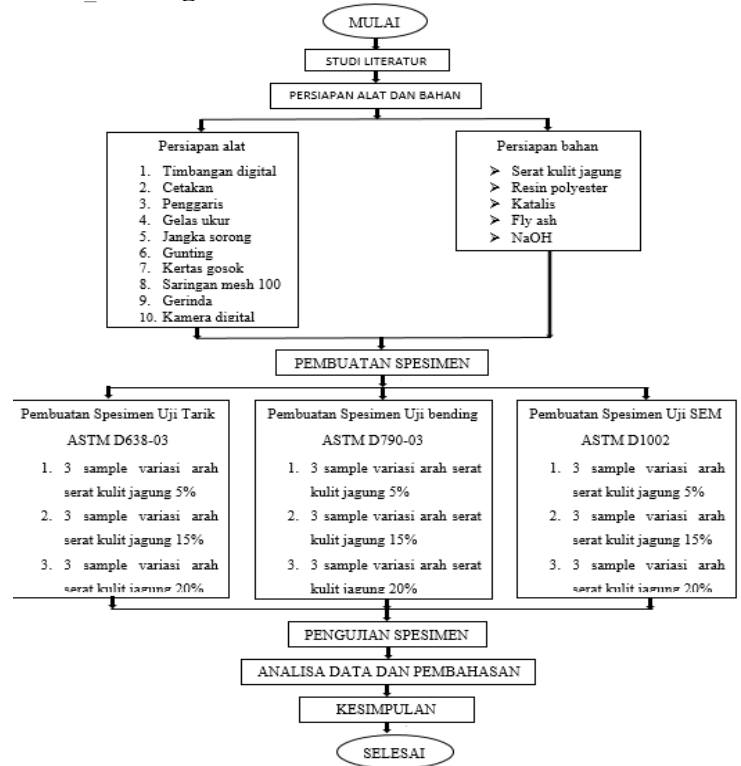 MULAI
STUDI LITERATUR
PERSIAPAN ALAT DAN BAHAN
Persiapan alat
1. Timbangan digital
2. Cetakan
3. Penggaris
4. Gelas ukur
5. Jangka sorong
6. Gunting
7. Kertas gosok
8. Saringan mesh 100
9. Gerinda
10. Kamera digital
Persiapan bahan
➢ Serat kulit jagung
➢ Resin polyester
➢ Katalis
➢ Fly ash
➢ NaOH
PEMBUATAN SPESIMEN
Pembuatan Spesimen Uji Tarik
ASTM D638-03
1. 3 sample variasi arah
serat kulit jagung 5%
2. 3 sample variasi arah
serat kulit jagung 15%
3. 3 sample variasi arah
serat kulit jagung 20%
Pembuatan Spesimen Uji bending
ASTM D790-03
1. 3 sample variasi arah serat
kulit jagung 5%
2. 3 sample variasi arah serat
kulit jagung 15%
3. 3 sample variasi arah serat
kulit jagung 20%
Pembuatan Spesimen Uji SEM
ASTM D1002
1. 3 sample variasi arah
serat kulit jagung 5%
2. 3 sample variasi arah
serat kulit jagung 15%
3. 3 sample variasi arah
serat kulit jagung 20%
PENGUJIAN SPESIMEN
ANALISA DATA DAN PEMBAHASAN
KESIMPULAN
SELESAI